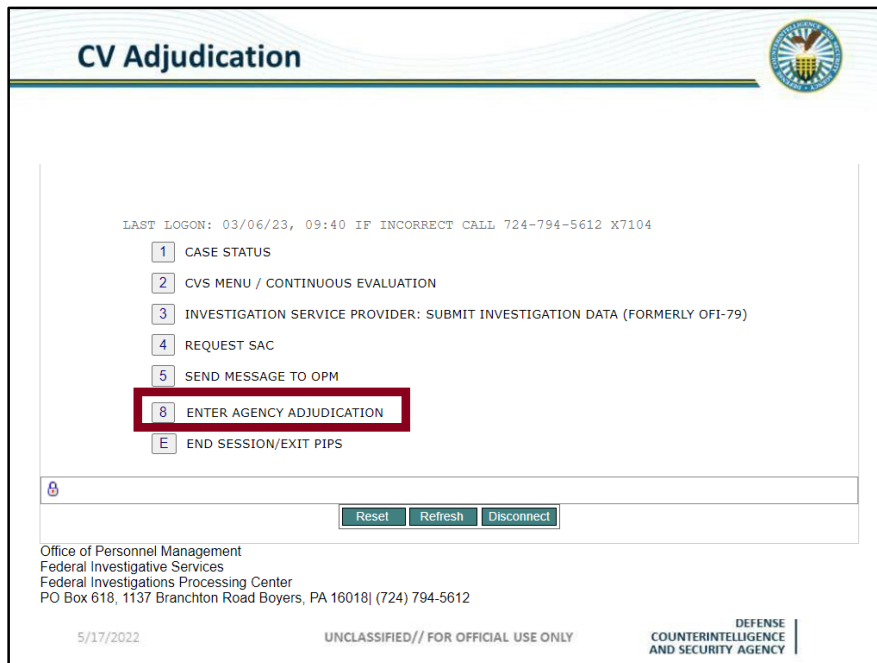 CV Adjudication
LAST LOGON: 03/06/23, 09:40 IF INCORRECT CALL 724-794-5612 X7104
1 CASE STATUS
2 CVS MENU / CONTINUOUS EVALUATION
3 INVESTIGATION SERVICE PROVIDER: SUBMIT INVESTIGATION DATA (FORMERLY OFI-79)
4 REQUEST SAC
5 SEND MESSAGE TO OPM
8 ENTER AGENCY ADJUDICATION
E END SESSION/EXIT PIPS
Reset Refresh Disconnect
Office of Personnel Management
Federal Investigative Services
Federal Investigations Processing Center
PO Box 618, 1137 Branchton Road Boyers, PA 16018| (724) 794-5612
5/17/2022
UNCLASSIFIED// FOR OFFICIAL USE ONLY
DEFENSE
COUNTERINTELLIGENCE
AND SECURITY AGENCY